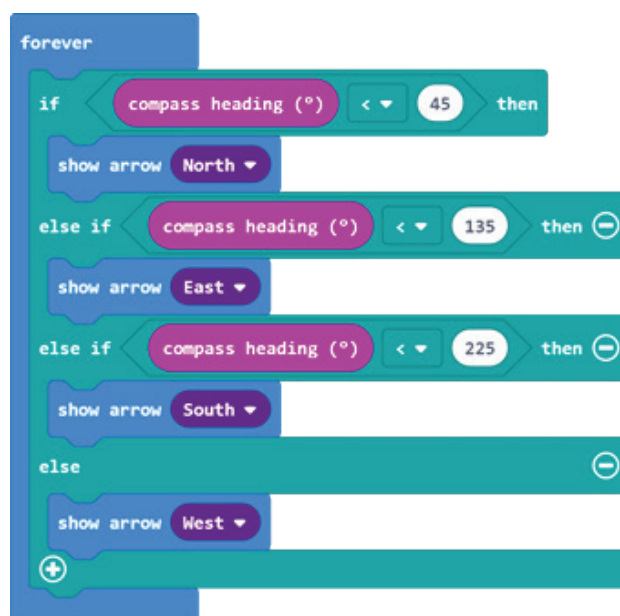 forever
if compass heading (°) < 45 then
show arrow North
else if compass heading (°) < 135 then
show arrow East
else if compass heading (°) < 225 then
show arrow South
else
show arrow West